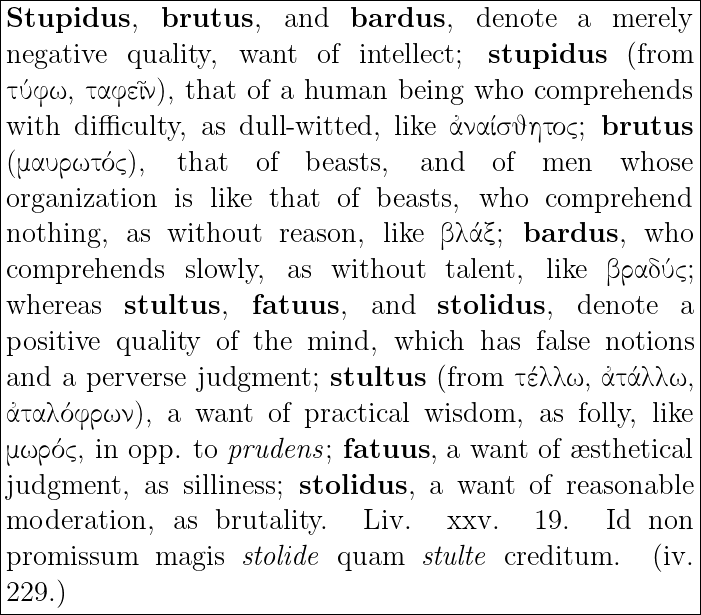 Stupidus, brutus, and bardus, denote a merely
negative quality, want of intellect; stupidus (from
τύφω, ταφεῖν), that of a human being who comprehends
with difficulty, as dull-witted, like ἀναίσθητος; brutus
(μαυρωτός), that of beasts, and of men whose
organization is like that of beasts, who comprehend
nothing, as without reason, like βλάξ; bardus, who
comprehends slowly, as without talent, like βραδύς;
whereas stultus, fatuus, and stolidus, denote a
positive quality of the mind, which has false notions
and a perverse judgment; stultus (from τέλλω, ἀτάλλω,
ἀταλόφρων), a want of practical wisdom, as folly, like
μωρός, in opp. to prudens; fatuus, a want of æsthetical
judgment, as silliness; stolidus, a want of reasonable
moderation, as brutality. Liv. xxv. 19. Id non
promissum magis stolide quam stulte creditum. (iv.
229.)